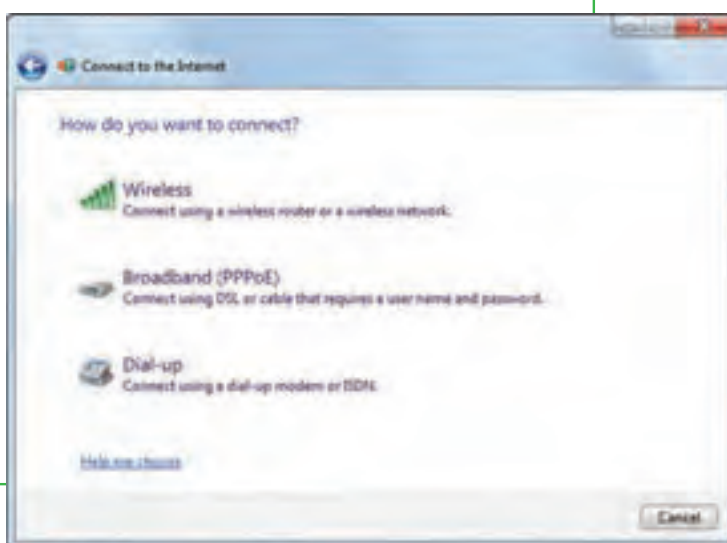 Connect to the Internet
How do you want to connect?
Wireless
Connect using a wireless router or a wireless network.
Broadband (PPPoE)
Connect using DSL or cable that requires a user name and password.
Dial-up
Connect using a dial-up modem or ISDN.
Help me choose
Cancel